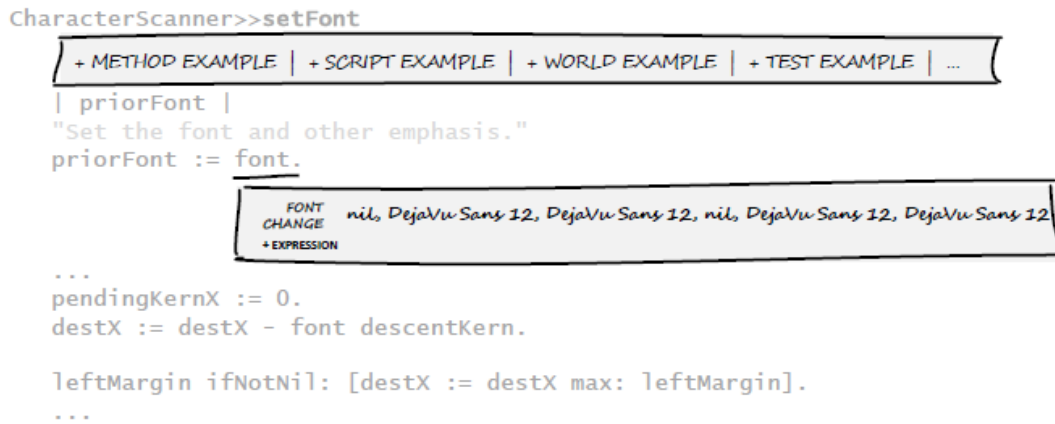 CharacterScanner>>setFont
+ METHOD EXAMPLE | + SCRIPT EXAMPLE | + WORLD EXAMPLE | + TEST EXAMPLE | ...
| priorFont |
"Set the font and other emphasis."
priorFont := font.
FONT CHANGE nil, DejaVu Sans 12, DejaVu Sans 12, nil, DejaVu Sans 12, DejaVu Sans 12
+ EXPRESSION
...
pendingKernX := 0.
destX := destX - font descentKern.
leftMargin ifNotNil: [destX := destX max: leftMargin].
...